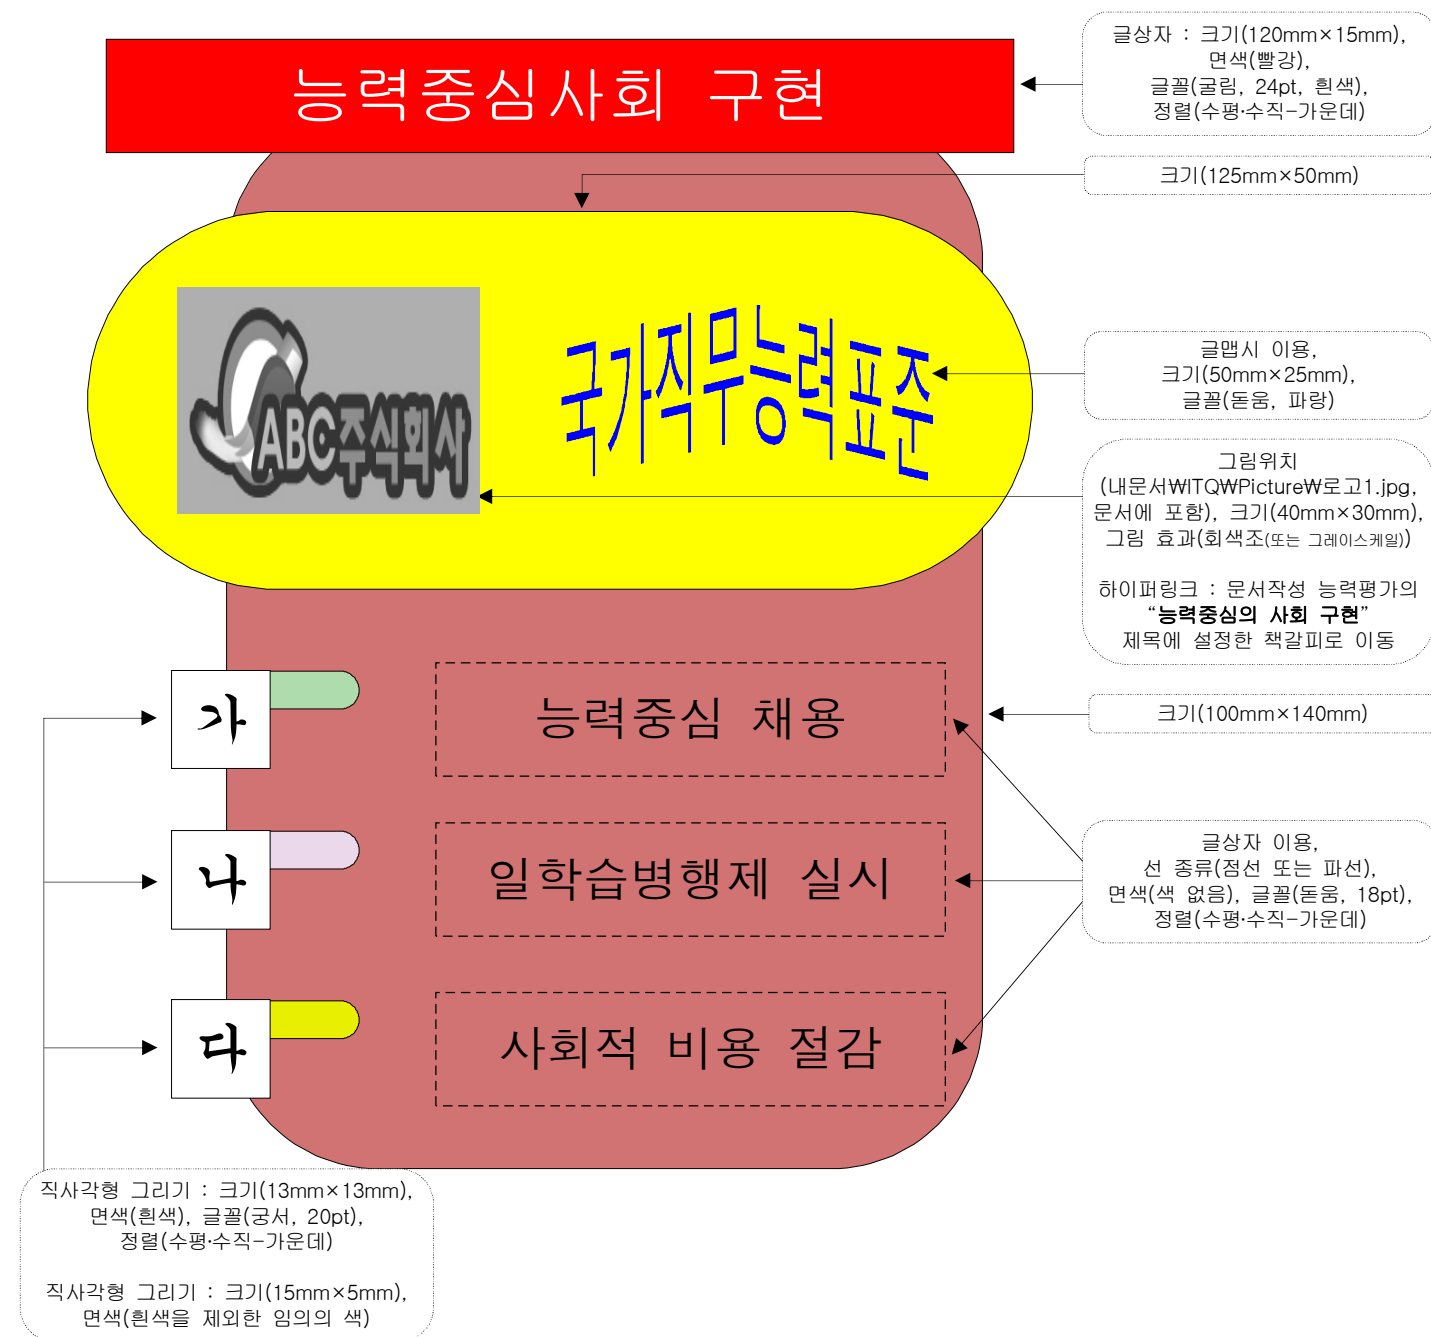 능력중심사회 구현
글상자 : 크기(120mm×15mm),
면색(빨강),
글꼴(굴림, 24pt, 흰색),
정렬(수평·수직-가운데)
크기(125mm×50mm)
ABC주식회사
국가직무능력표준
글맵시 이용,
크기(50mm×25mm),
글꼴(돋움, 파랑)
그림위치
(내문서₩ITQ₩Picture₩로고1.jpg,
문서에 포함), 크기(40mm×30mm),
그림 효과(회색조(또는 그레이스케일))
하이퍼링크 : 문서작성 능력평가의
“능력중심의 사회 구현”
제목에 설정한 책갈피로 이동
가
능력중심 채용
크기(100mm×140mm)
나
일학습병행제 실시
글상자 이용,
선 종류(점선 또는 파선),
면색(색 없음), 글꼴(돋움, 18pt),
정렬(수평·수직-가운데)
다
사회적 비용 절감
직사각형 그리기 : 크기(13mm×13mm),
면색(흰색), 글꼴(궁서, 20pt),
정렬(수평·수직-가운데)
직사각형 그리기 : 크기(15mm×5mm),
면색(흰색을 제외한 임의의 색)